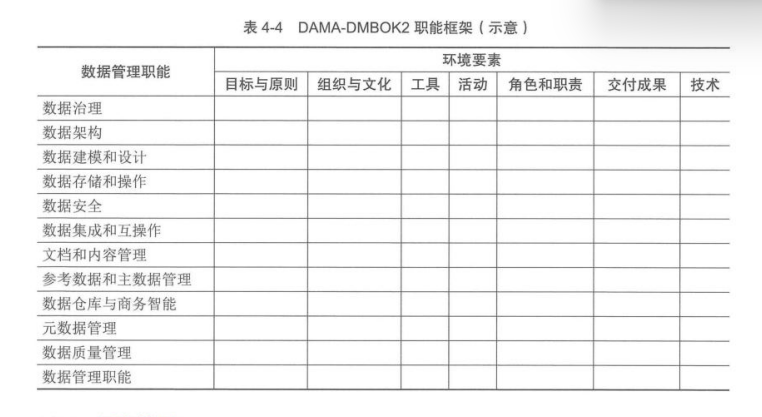 表 4-4 DAMA-DMBOK2 职能框架（示意）
数据管理职能
环境要素
目标与原则 组织与文化 工具 活动 角色和职责 交付成果 技术
数据治理
数据架构
数据建模和设计
数据存储和操作
数据安全
数据集成和互操作
文档和内容管理
参考数据和主数据管理
数据仓库与商务智能
元数据管理
数据质量管理
数据管理职能